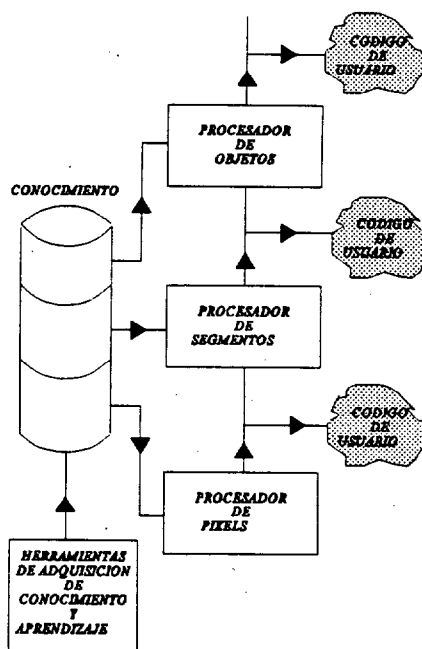 CODIGO
DE
USUARIO
PROCESADOR
DE
OBJETOS
CONOCIMIENTO
CODIGO
DE
USUARIO
PROCESADOR
DE
SEGMENTOS
CODIGO
DE
USUARIO
PROCESADOR
DE
PIXELS
HERRAMIENTAS
DE ADQUISICION
DE
CONOCIMIENTO
Y
APRENDIZAJE